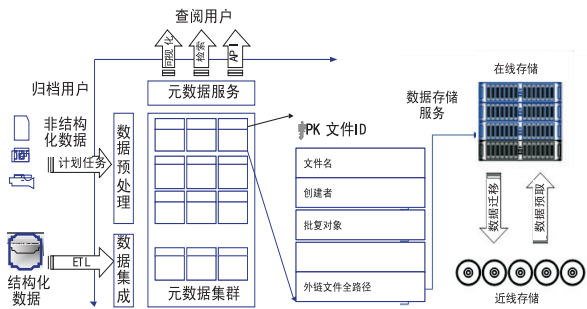 查阅用户
可视化
检索
API
元数据服务
归档用户
非结构
化数据
计划任务
数据预处理
ETL
数据集成
结构化
数据
元数据集群
PK 文件ID
文件名
创建者
批复对象
外链文件全路径
数据存储
服务
在线存储
数据迁移
数据预取
近线存储